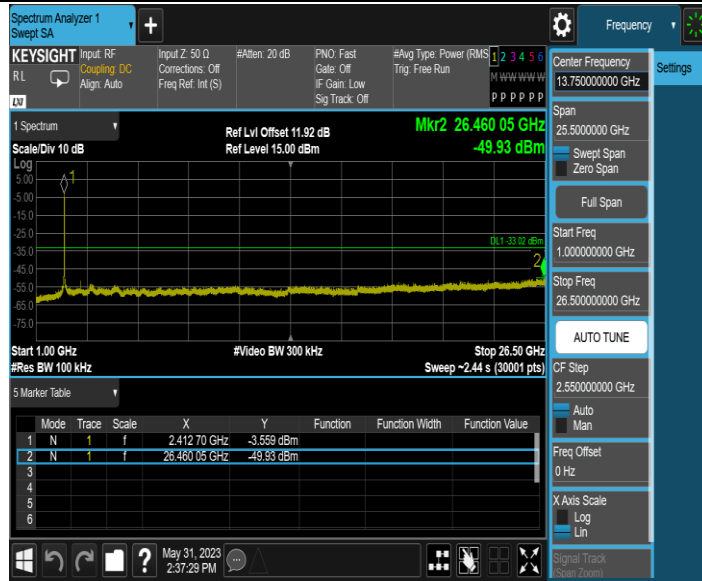 Spectrum Analyzer 1
Swept SA
+
Frequency
KEYSIGHT
RL
LXI
Input: RF
Coupling: DC
Align: Auto
Input Z: 50 Ω
Corrections: Off
Freq Ref: Int (S)
#Atten: 20 dB
PNO: Fast
Gate: Off
IF Gain: Low
Sig Track: Off
#Avg Type: Power (RMS
Trig: Free Run
1 2 3 4 5 6
M W W W W W
P P P P P P
1 Spectrum
Scale/Div 10 dB
Ref Lvl Offset 11.92 dB
Ref Level 15.00 dBm
Mkr2 26.460 05 GHz
-49.93 dBm
Log
5.00
-5.00
-15.0
-25.0
-35.0
-45.0
-55.0
-65.0
-75.0
1
DL1 -33.02 dBm
2
Start 1.00 GHz
#Video BW 300 kHz
Stop 26.50 GHz
#Res BW 100 kHz
Sweep ~2.44 s (30001 pts)
5 Marker Table
Mode Trace Scale X Y Function Function Width Function Value
1 N 1 f 2.412 70 GHz -3.559 dBm
2 N 1 f 26.460 05 GHz -49.93 dBm
3
4
5
6
May 31, 2023
2:37:29 PM
Center Frequency
13.750000000 GHz
Settings
Span
25.5000000 GHz
Swept Span
Zero Span
Full Span
Start Freq
1.000000000 GHz
Stop Freq
26.500000000 GHz
AUTO TUNE
CF Step
2.550000000 GHz
Auto
Man
Freq Offset
0 Hz
X Axis Scale
Log
Lin
Signal Track
(Span Zoom)